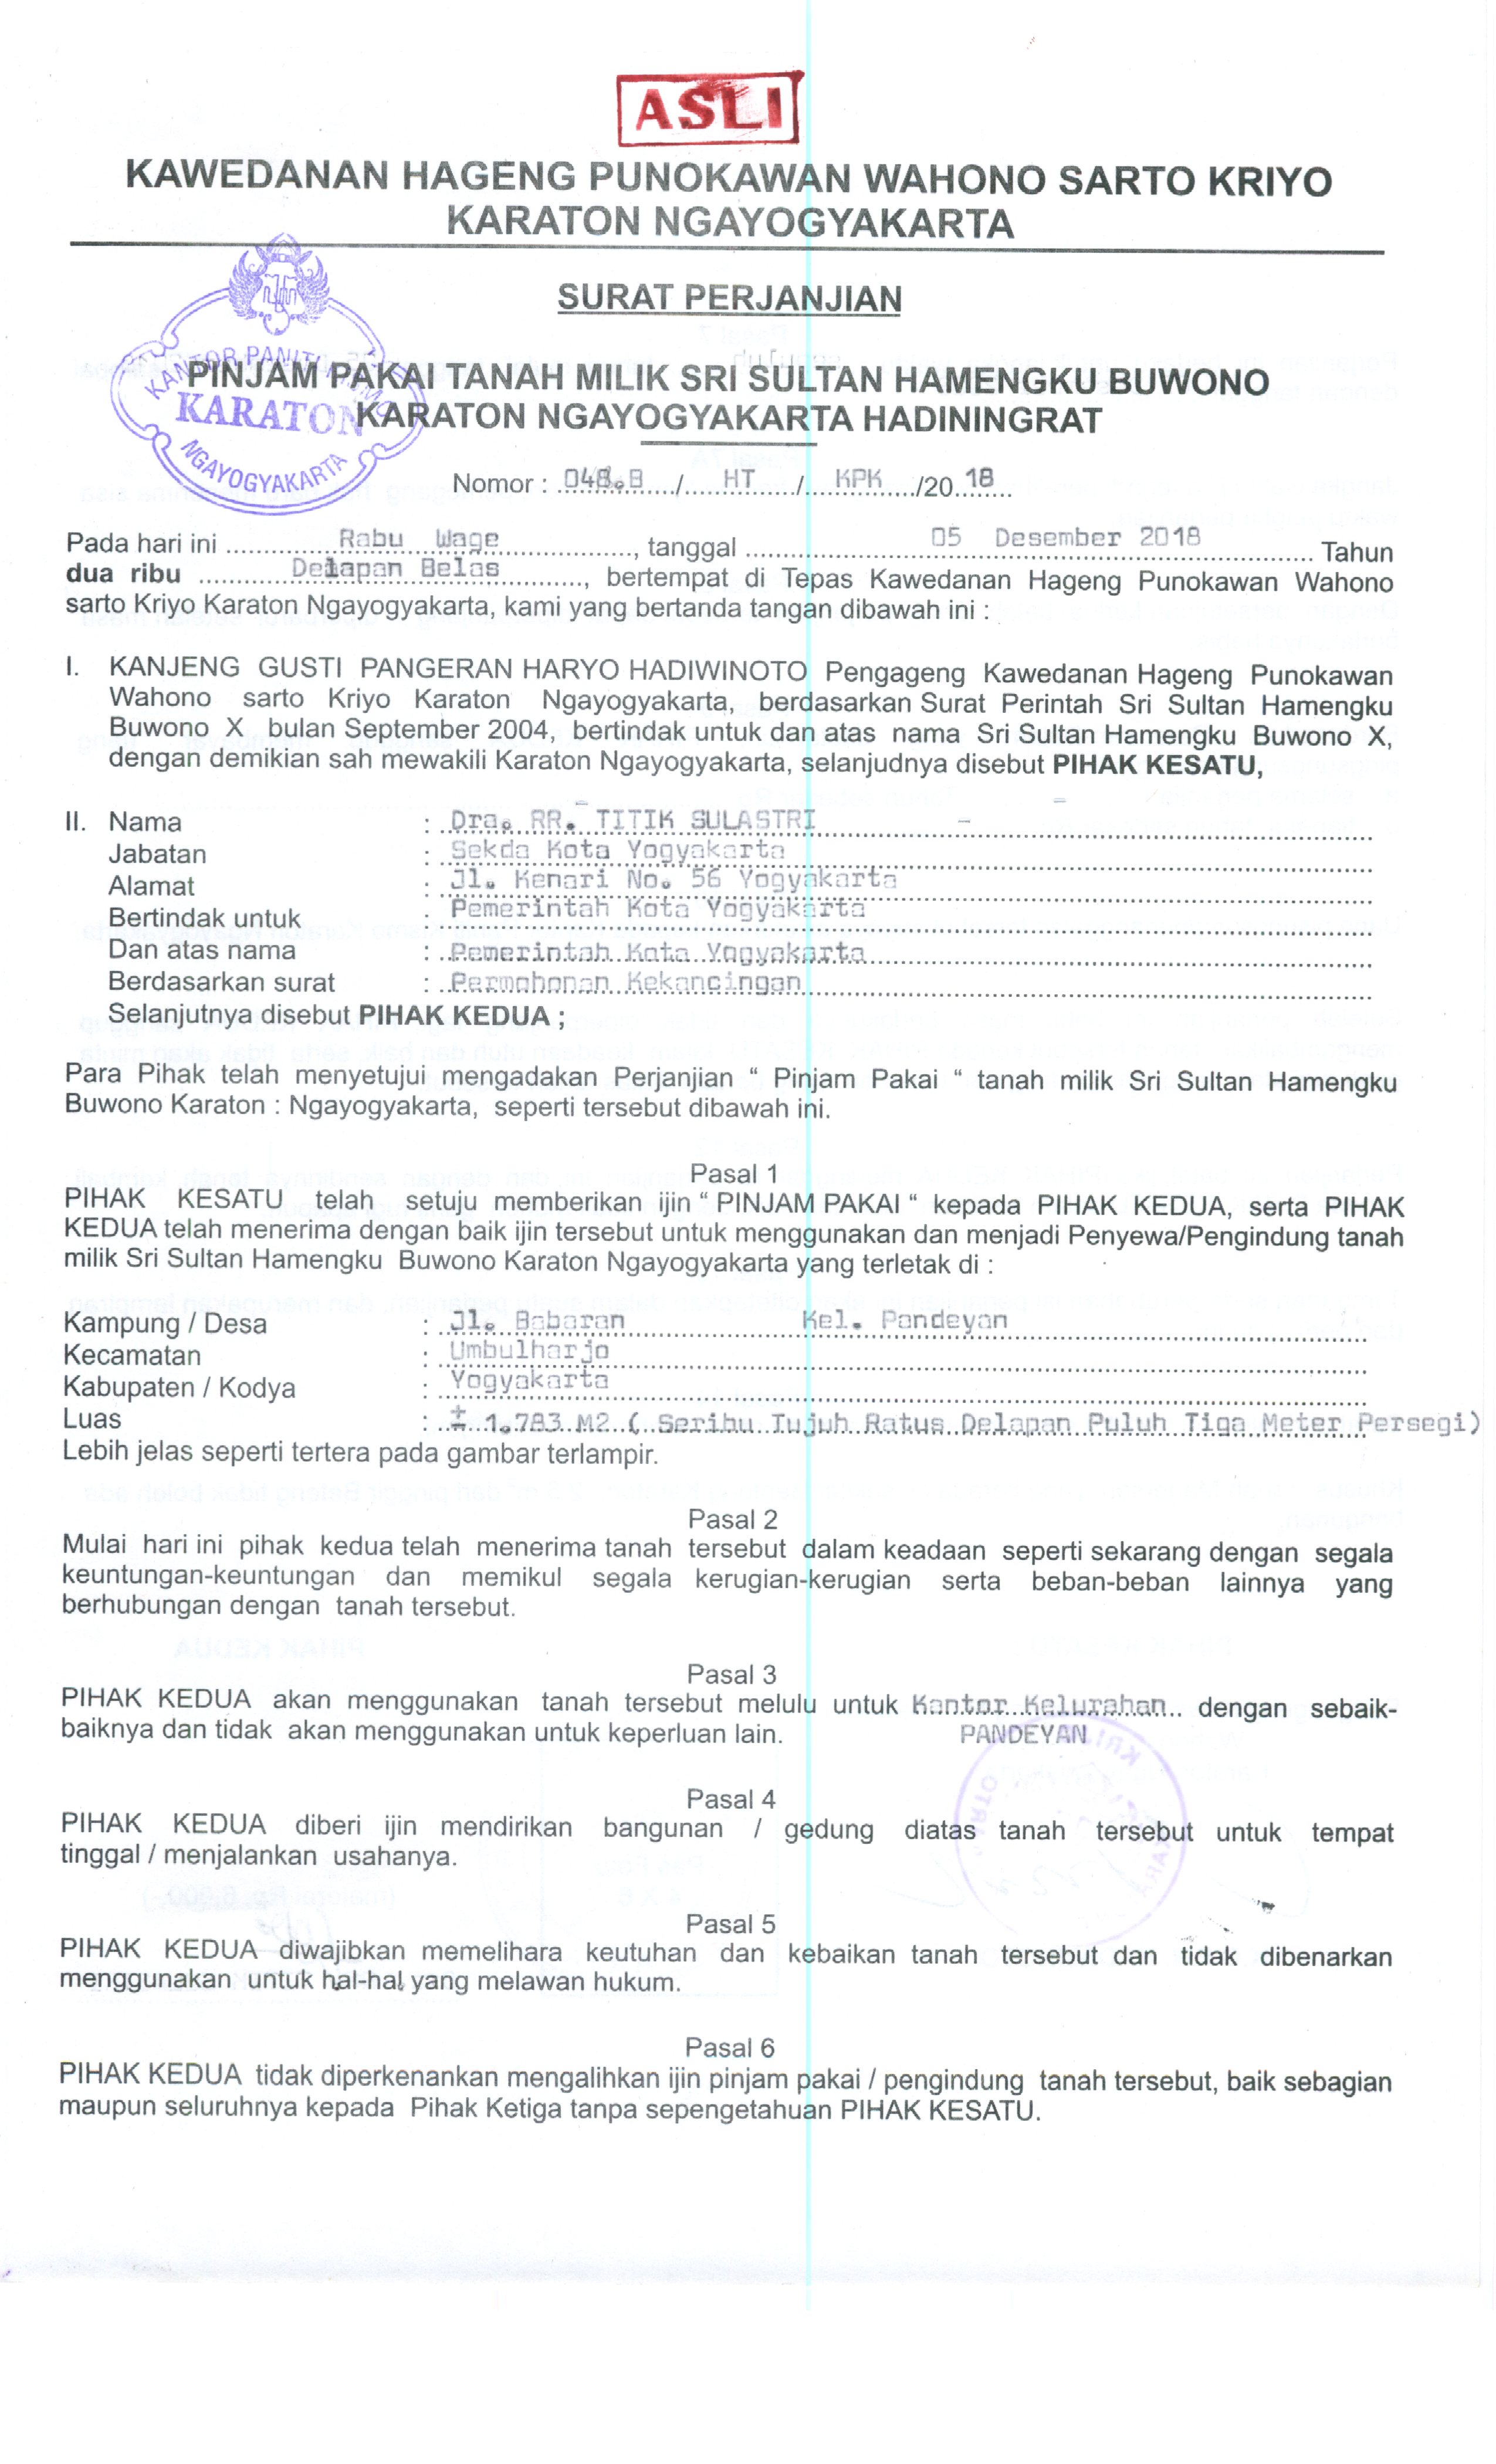 ASLI
KAWEDANAN HAGENG PUNOKAWAN WAHONO SARTO KRIYO
KARATON NGAYOGYAKARTA
SURAT PERJANJIAN
KANTOR PANITIKISMO
KARATON
NGAYOGYAKARTA
PINJAM PAKAI TANAH MILIK SRI SULTAN HAMENGKU BUWONO
KARATON NGAYOGYAKARTA HADININGRAT
Nomor : 048.B / HT / KPK /20 18
Pada hari ini Rabu Wage, tanggal 05 Desember 2018 Tahun
dua ribu Delapan Belas, bertempat di Tepas Kawedanan Hageng Punokawan Wahono
sarto Kriyo Karaton Ngayogyakarta, kami yang bertanda tangan dibawah ini :
I. KANJENG GUSTI PANGERAN HARYO HADIWINOTO Pengageng Kawedanan Hageng Punokawan
Wahono sarto Kriyo Karaton Ngayogyakarta, berdasarkan Surat Perintah Sri Sultan Hamengku
Buwono X bulan September 2004, bertindak untuk dan atas nama Sri Sultan Hamengku Buwono X,
dengan demikian sah mewakili Karaton Ngayogyakarta, selanjudnya disebut PIHAK KESATU,
II. Nama : Dra. RR. TITIK SULASTRI
Jabatan : Sekda Kota Yogyakarta
Alamat : Jl. Kenari No. 56 Yogyakarta
Bertindak untuk : Pemerintah Kota Yogyakarta
Dan atas nama : Pemerintah Kota Yogyakarta
Berdasarkan surat : Permohonan Kekancingan
Selanjutnya disebut PIHAK KEDUA ;
Para Pihak telah menyetujui mengadakan Perjanjian “ Pinjam Pakai “ tanah milik Sri Sultan Hamengku
Buwono Karaton : Ngayogyakarta, seperti tersebut dibawah ini.
Pasal 1
PIHAK KESATU telah setuju memberikan ijin “ PINJAM PAKAI “ kepada PIHAK KEDUA, serta PIHAK
KEDUA telah menerima dengan baik ijin tersebut untuk menggunakan dan menjadi Penyewa/Pengindung tanah
milik Sri Sultan Hamengku Buwono Karaton Ngayogyakarta yang terletak di :
Kampung / Desa : Jl. Babaran Kel. Pandeyan
Kecamatan : Umbulharjo
Kabupaten / Kodya : Yogyakarta
Luas : ± 1.783 M2 ( Seribu Tujuh Ratus Delapan Puluh Tiga Meter Persegi)
Lebih jelas seperti tertera pada gambar terlampir.
Pasal 2
Mulai hari ini pihak kedua telah menerima tanah tersebut dalam keadaan seperti sekarang dengan segala
keuntungan-keuntungan dan memikul segala kerugian-kerugian serta beban-beban lainnya yang
berhubungan dengan tanah tersebut.
Pasal 3
PIHAK KEDUA akan menggunakan tanah tersebut melulu untuk Kantor Kelurahan dengan sebaik-
baiknya dan tidak akan menggunakan untuk keperluan lain. PANDEYAN
Pasal 4
PIHAK KEDUA diberi ijin mendirikan bangunan / gedung diatas tanah tersebut untuk tempat
tinggal / menjalankan usahanya.
Pasal 5
PIHAK KEDUA diwajibkan memelihara keutuhan dan kebaikan tanah tersebut dan tidak dibenarkan
menggunakan untuk hal-hal yang melawan hukum.
Pasal 6
PIHAK KEDUA tidak diperkenankan mengalihkan ijin pinjam pakai / pengindung tanah tersebut, baik sebagian
maupun seluruhnya kepada Pihak Ketiga tanpa sepengetahuan PIHAK KESATU.